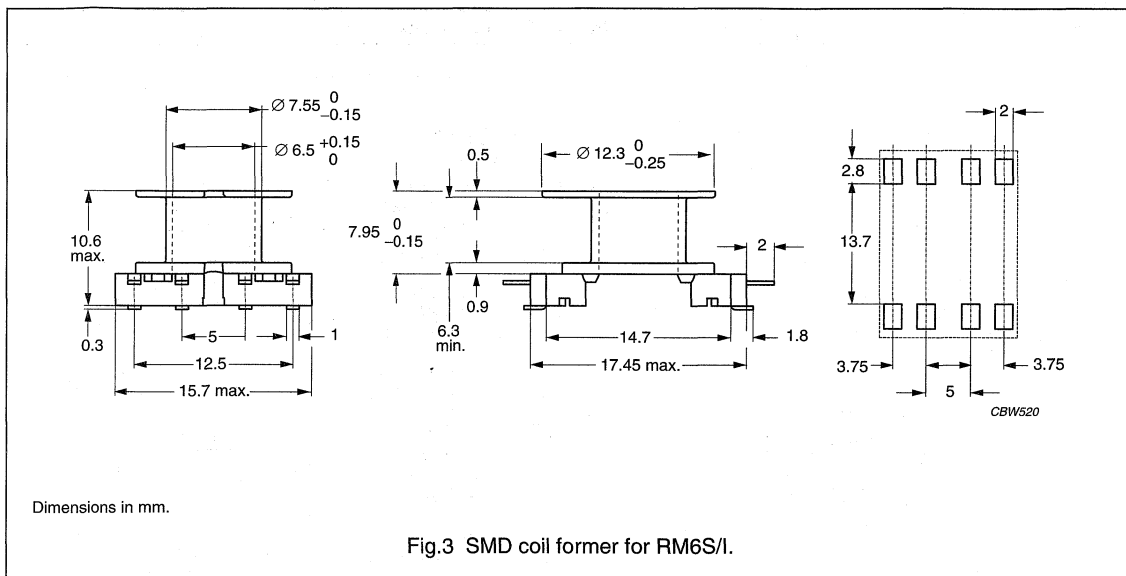 Ø 7.55 0 −0.15
Ø 6.5 +0.15 0
10.6 max.
0.3
5
1
12.5
15.7 max.
0.5
Ø 12.3 0 −0.25
7.95 0 −0.15
2
0.9
6.3 min.
14.7
1.8
17.45 max.
2
2.8
13.7
3.75
3.75
5
CBW520
Dimensions in mm.
Fig.3 SMD coil former for RM6S/I.